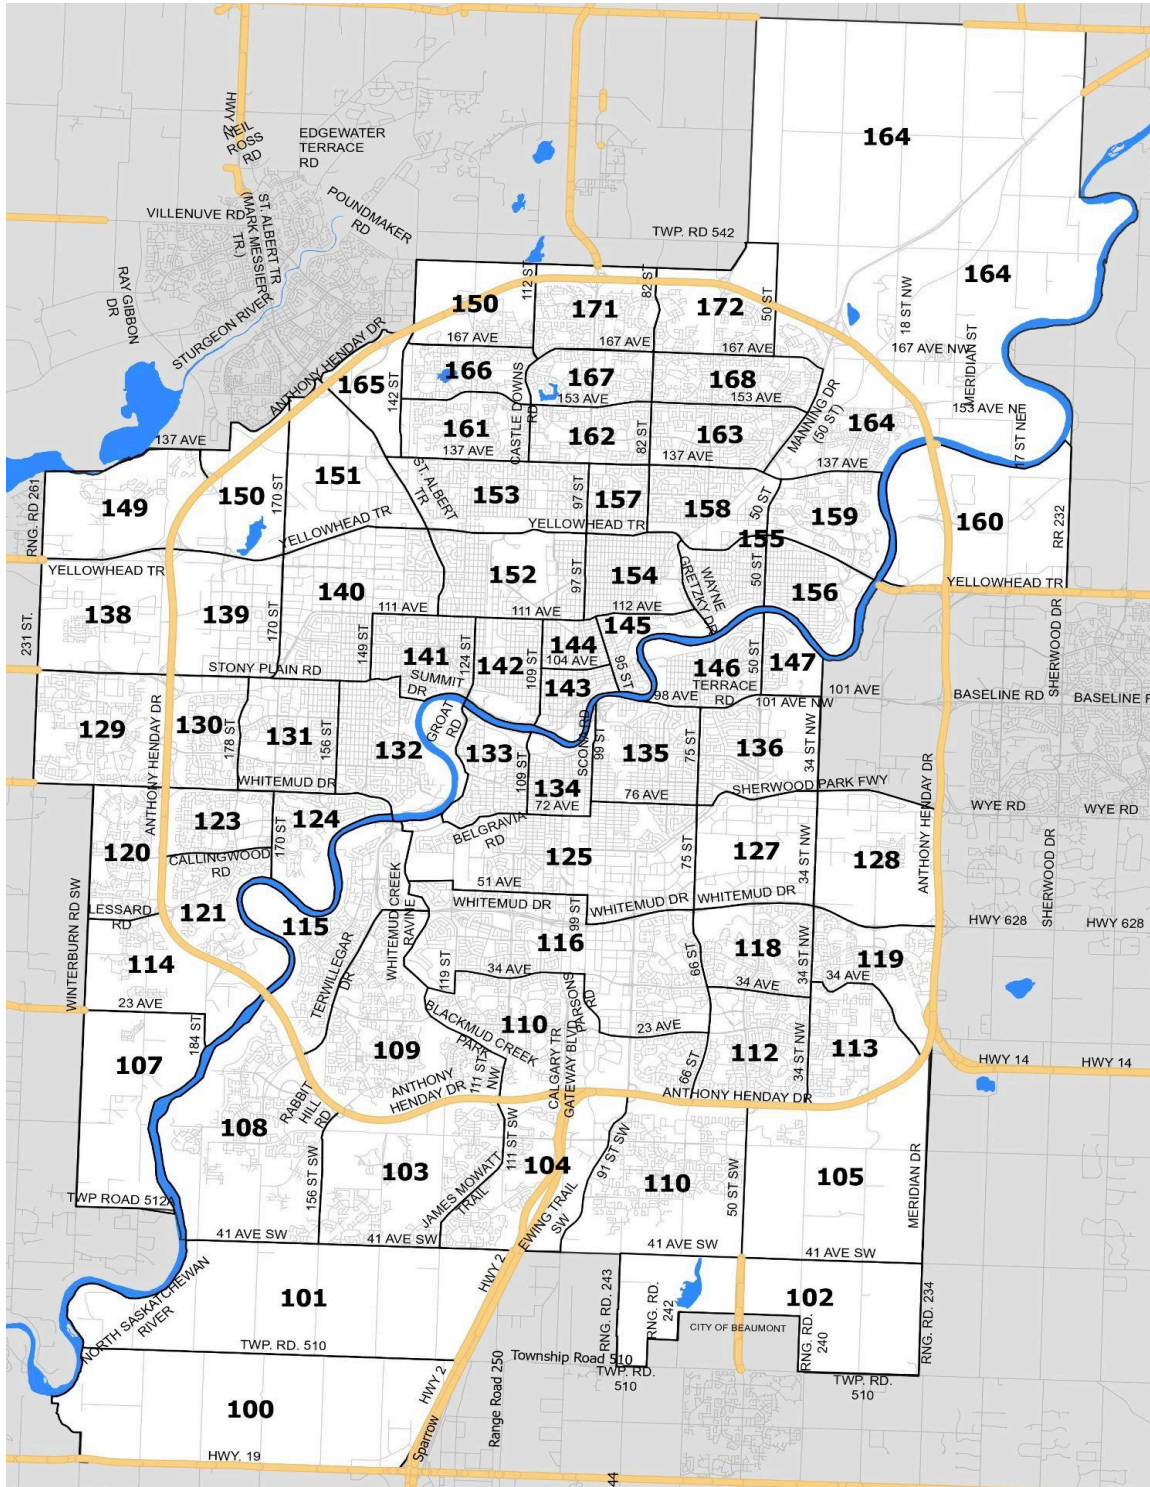 HWY 2
NEIL
ROSS
RD
EDGEWATER
TERRACE
RD
164
VILLENUVE RD
ST. ALBERT TR
(MARK MESSIER
TR.)
POUNDMAKER
RD
TWP. RD 542
RAY GIBBON
DR
STURGEON RIVER
ANTHONY HENDAY DR
150
112 ST
171
82 ST
172
50 ST
18 ST NW
164
167 AVE
167 AVE
167 AVE
167 AVE NW
MERIDIAN ST
165
142 ST
166
CASTLE DOWNS
RD
167
168
153 AVE
153 AVE
153 AVE NE
MANNING DR
(50 ST)
164
17 ST NE
137 AVE
161
162
82 ST
163
137 AVE
137 AVE
137 AVE
RNG. RD 261
149
150
170 ST
151
ST. ALBERT
TR
153
97 ST
157
158
50 ST
159
160
RR 232
YELLOWHEAD TR
YELLOWHEAD TR
155
YELLOWHEAD TR
YELLOWHEAD TR
231 ST.
138
139
170 ST
140
152
97 ST
154
WAYNE
GRETZKY DR
50 ST
156
111 AVE
111 AVE
112 AVE
SHERWOOD DR
149 ST
141
124 ST
142
109 ST
144
104 AVE
145
95 ST
146
50 ST
147
STONY PLAIN RD
SUMMIT
DR
143
98 AVE
TERRACE
RD
101 AVE NW
101 AVE
BASELINE RD
BASELINE R
129
ANTHONY HENDAY DR
130
178 ST
131
156 ST
132
GROAT
RD
133
109 ST
SCONA RD
99 ST
135
75 ST
136
34 ST NW
WHITEMUD DR
134
72 AVE
76 AVE
SHERWOOD PARK FWY
ANTHONY HENDAY DR
WYE RD
WYE RD
123
124
170 ST
BELGRAVIA
RD
120
CALLINGWOOD
RD
125
75 ST
127
34 ST NW
128
SHERWOOD DR
WINTERBURN RD SW
LESSARD
RD
121
115
WHITEMUD CREEK
RAVINE
51 AVE
WHITEMUD DR
99 ST
WHITEMUD DR
WHITEMUD DR
HWY 628
HWY 628
114
TERWILLEGAR
DR
119 ST
116
66 ST
118
34 ST NW
119
34 AVE
34 AVE
34 AVE
23 AVE
184 ST
BLACKMUD CREEK
PARK
110
PARSONS
RD
23 AVE
107
109
111 ST
NW
CALGARY TR
GATEWAY BLVD
66 ST
112
34 ST NW
113
HWY 14
HWY 14
ANTHONY
HENDAY DR
ANTHONY HENDAY DR
RABBIT
HILL
RD
108
156 ST SW
103
JAMES MOWATT
TRAIL
111 ST SW
104
91 ST SW
110
50 ST SW
105
MERIDIAN DR
TWP ROAD 512A
41 AVE SW
41 AVE SW
EWING TRAIL
SW
41 AVE SW
41 AVE SW
NORTH SASKATCHEWAN
RIVER
101
HWY 2
RNG. RD. 243
RNG. RD.
242
102
CITY OF BEAUMONT
RNG. RD.
240
RNG. RD. 234
TWP. RD. 510
Township Road 510
TWP. RD.
510
TWP. RD.
510
HWY 2
Range Road 250
100
Sparrow
HWY. 19
44